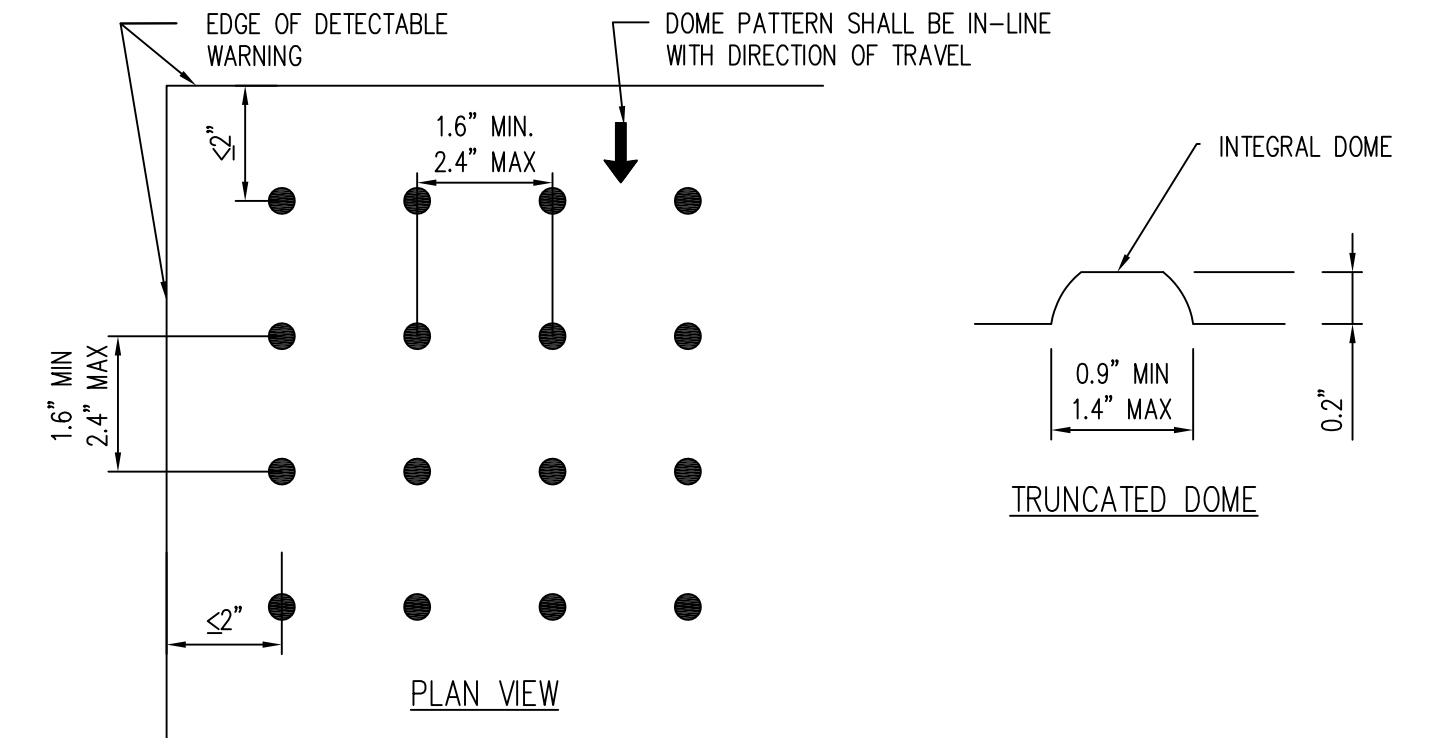 EDGE OF DETECTABLE
WARNING
DOME PATTERN SHALL BE IN-LINE
WITH DIRECTION OF TRAVEL
≤2"
1.6" MIN.
2.4" MAX
INTEGRAL DOME
1.6" MIN
2.4" MAX
0.9" MIN
1.4" MAX
0.2"
TRUNCATED DOME
≤2"
PLAN VIEW